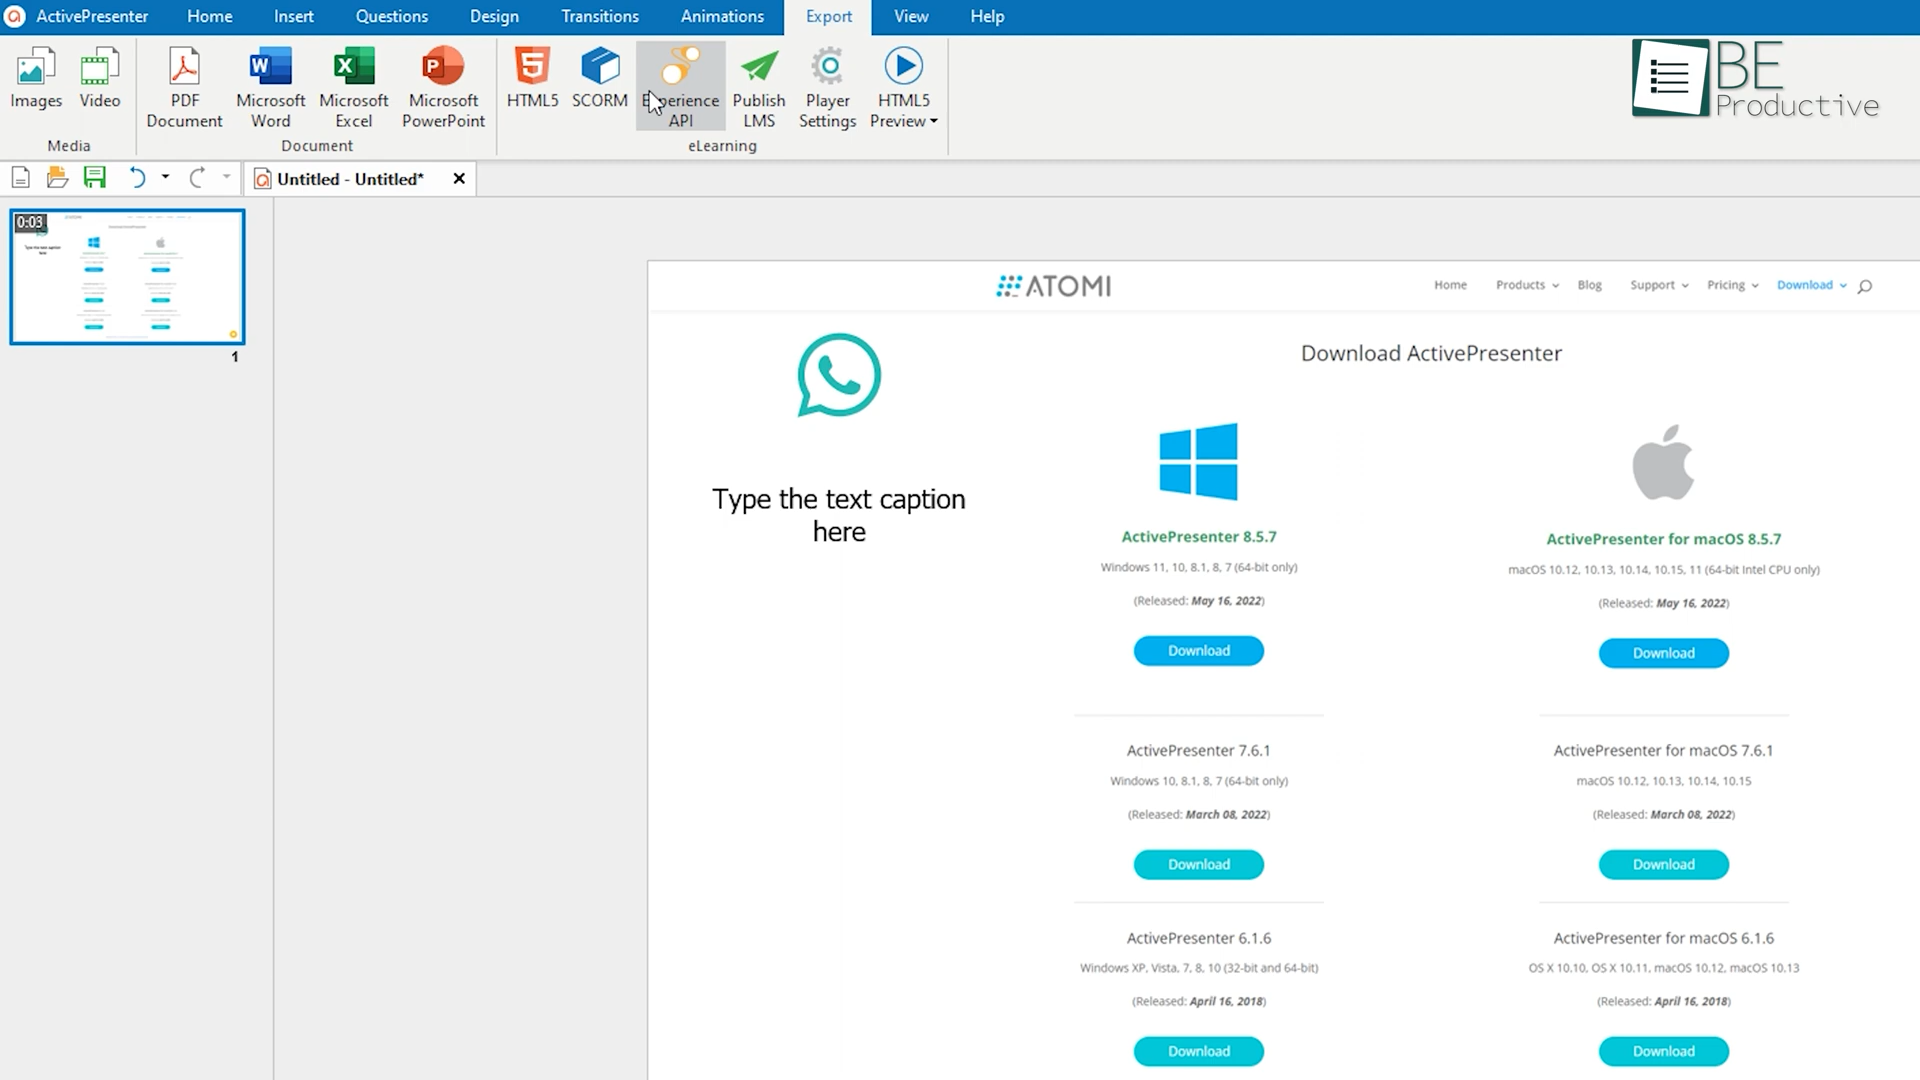 ActivePresenter Home Insert Questions Design Transitions Animations Export View Help
Images Video PDF Document Microsoft Word Microsoft Excel Microsoft PowerPoint HTML5 SCORM Experience API Publish LMS Player Settings HTML5 Preview
Media Document eLearning
BE
Productive
Untitled - Untitled*
0:03
1
ATOMI Home Products Blog Support Pricing Download
Download ActivePresenter
Type the text caption
here
ActivePresenter 8.5.7
Windows 11, 10, 8.1, 8, 7 (64-bit only)
(Released: May 16, 2022)
Download
ActivePresenter for macOS 8.5.7
macOS 10.12, 10.13, 10.14, 10.15, 11 (64-bit Intel CPU only)
(Released: May 16, 2022)
Download
ActivePresenter 7.6.1
Windows 10, 8.1, 8, 7 (64-bit only)
(Released: March 08, 2022)
Download
ActivePresenter for macOS 7.6.1
macOS 10.12, 10.13, 10.14, 10.15
(Released: March 08, 2022)
Download
ActivePresenter 6.1.6
Windows XP, Vista, 7, 8, 10 (32-bit and 64-bit)
(Released: April 16, 2018)
Download
ActivePresenter for macOS 6.1.6
OS X 10.10, OS X 10.11, macOS 10.12, macOS 10.13
(Released: April 16, 2018)
Download